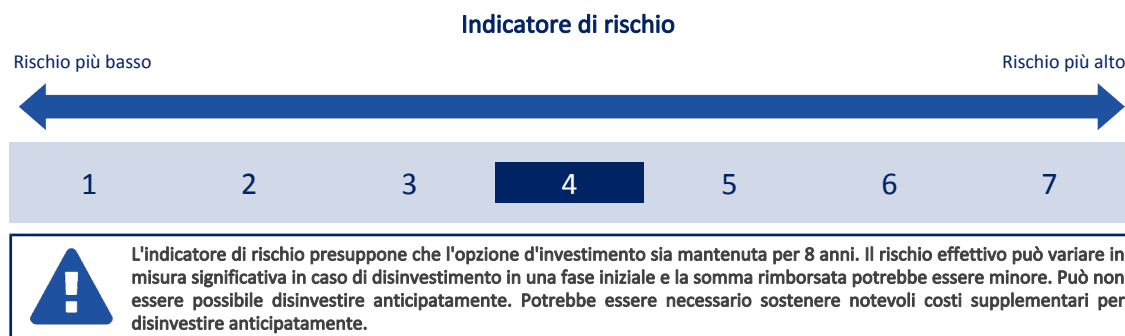 Indicatore di rischio
Rischio più basso
Rischio più alto
1 2 3 4 5 6 7
L'indicatore di rischio presuppone che l'opzione d'investimento sia mantenuta per 8 anni. Il rischio effettivo può variare in
misura significativa in caso di disinvestimento in una fase iniziale e la somma rimborsata potrebbe essere minore. Può non
essere possibile disinvestire anticipatamente. Potrebbe essere necessario sostenere notevoli costi supplementari per
disinvestire anticipatamente.